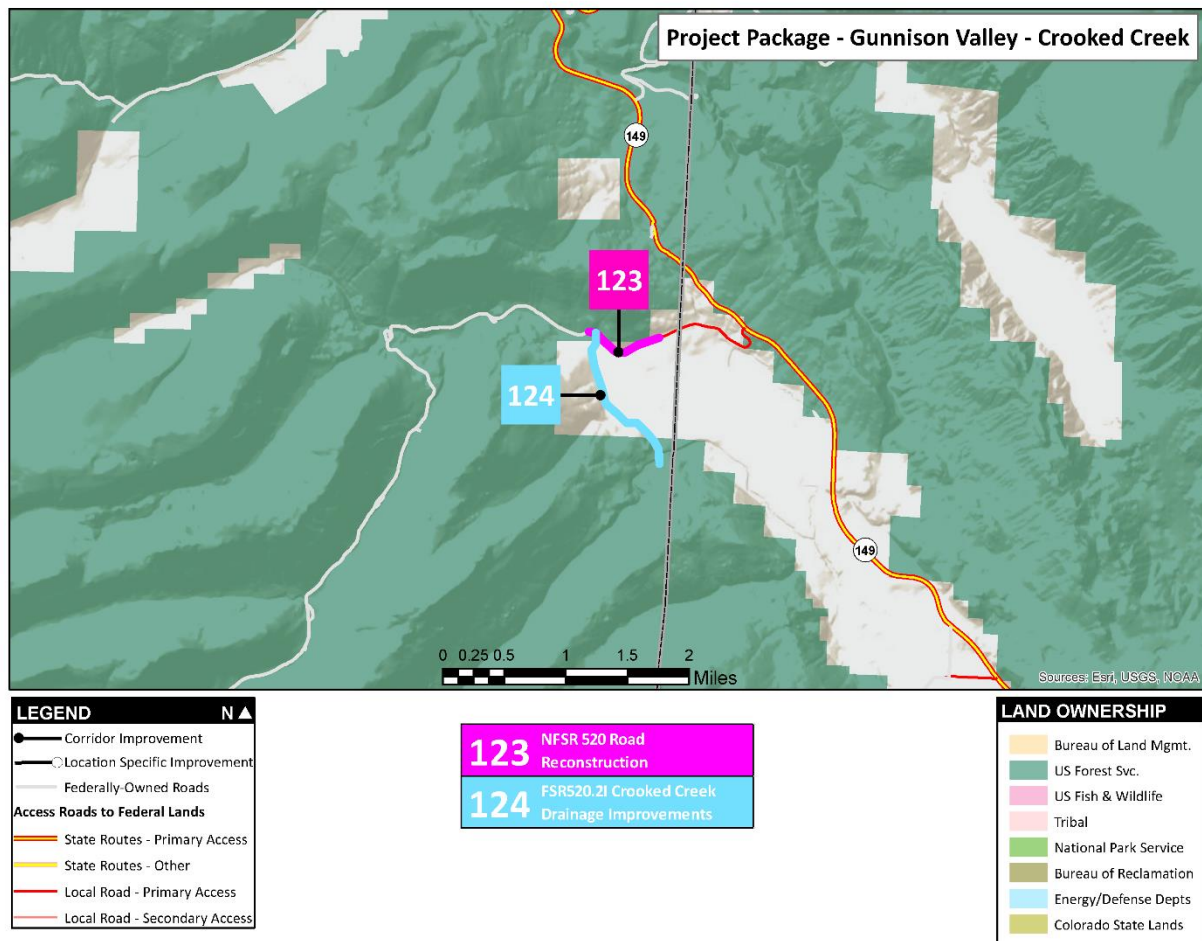 Project Package - Gunnison Valley - Crooked Creek
149
123
124
149
0 0.25 0.5 1 1.5 2
Miles
Sources: Esri, USGS, NOAA
LEGEND N
Corridor Improvement
Location Specific Improvement
Federally-Owned Roads
Access Roads to Federal Lands
State Routes - Primary Access
State Routes - Other
Local Road - Primary Access
Local Road - Secondary Access
123 NFSR 520 Road
Reconstruction
124 FSR520.2I Crooked Creek
Drainage Improvements
LAND OWNERSHIP
Bureau of Land Mgmt.
US Forest Svc.
US Fish & Wildlife
Tribal
National Park Service
Bureau of Reclamation
Energy/Defense Depts
Colorado State Lands